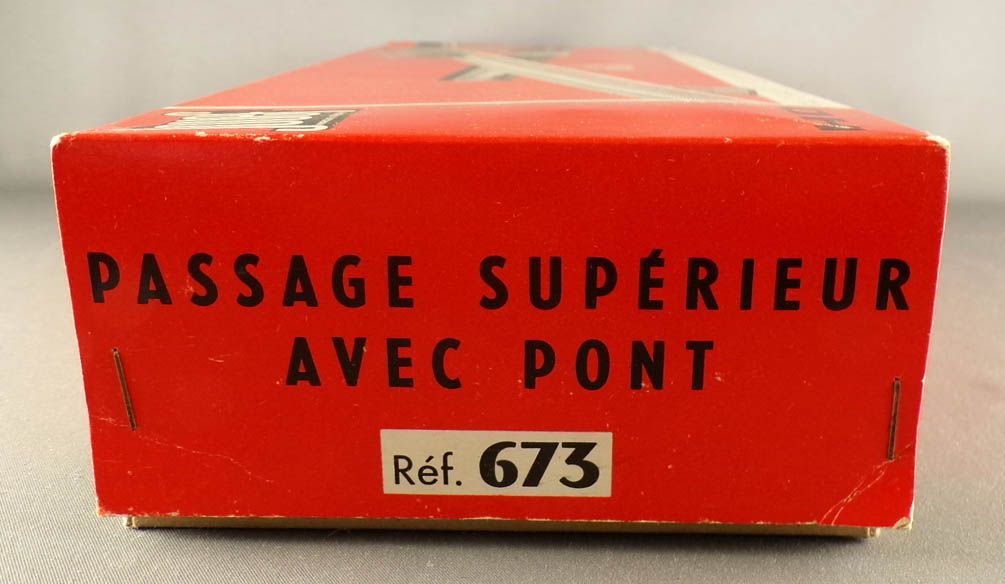 PASSAGE SUPÉRIEUR
AVEC PONT
Réf. 673